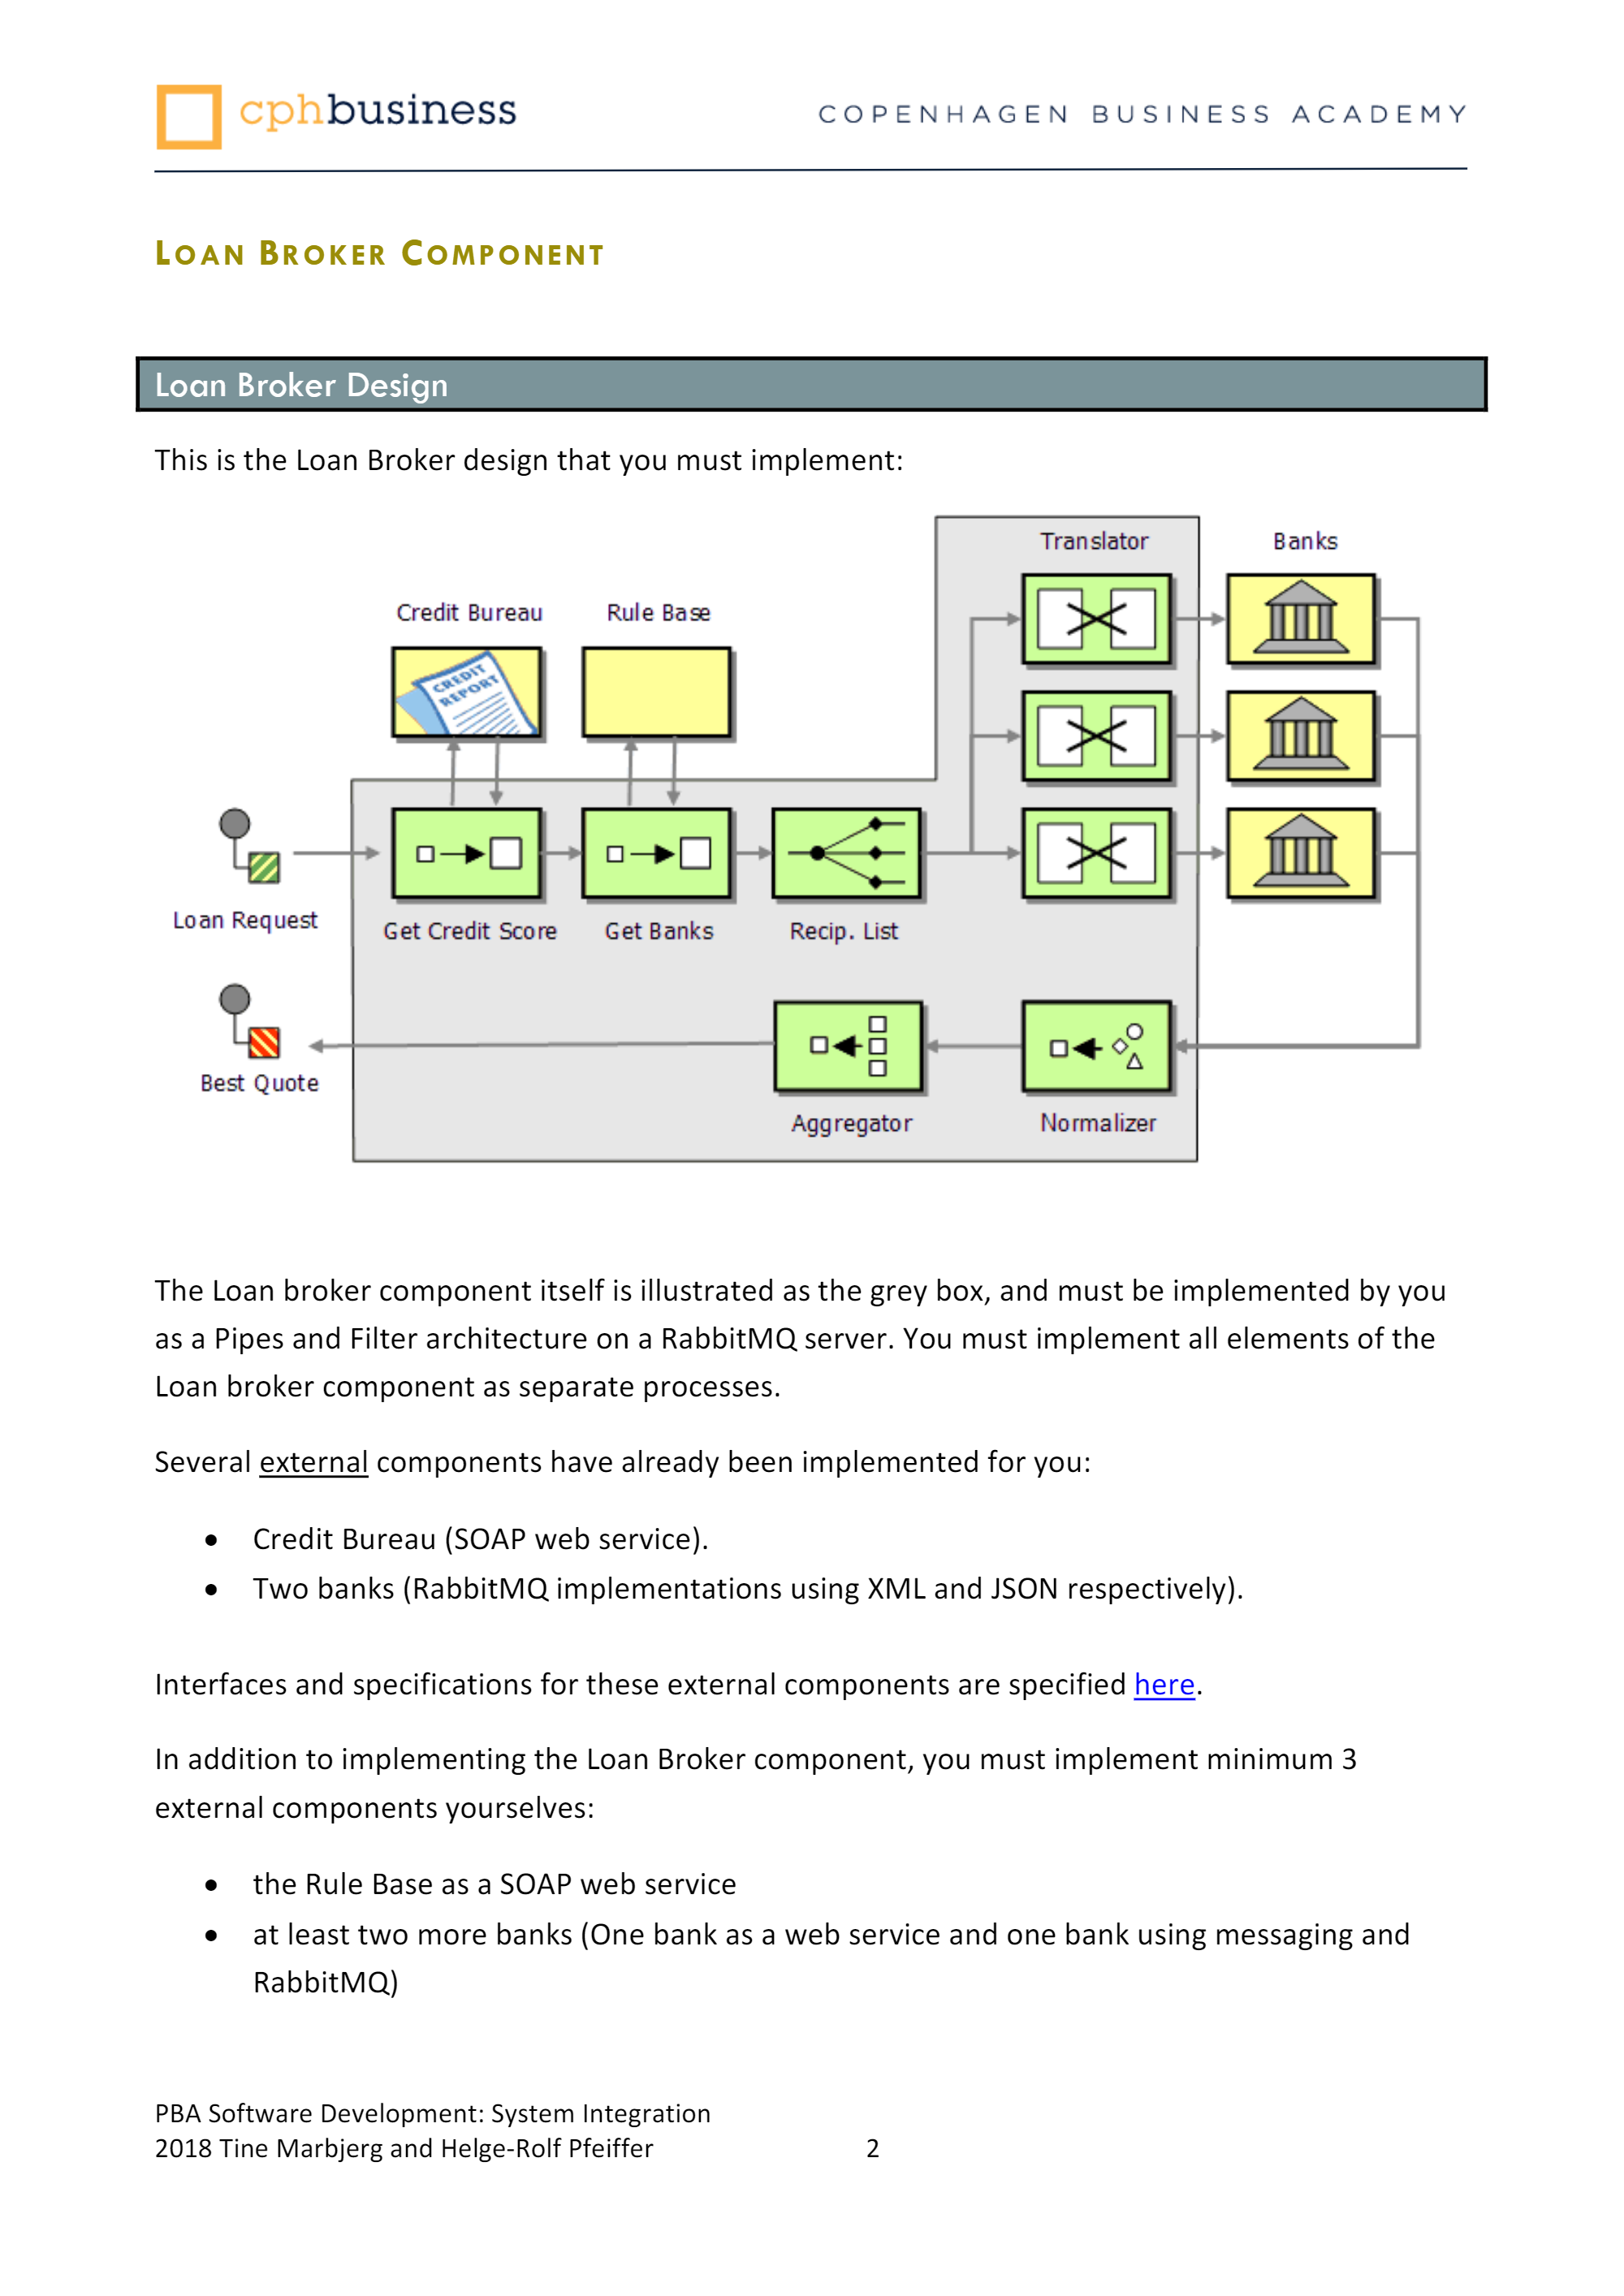 cphbusiness
COPENHAGEN BUSINESS ACADEMY
LOAN BROKER COMPONENT
Loan Broker Design
This is the Loan Broker design that you must implement:
Translator
Banks
Credit Bureau
Rule Base
CREDIT
REPORT
Loan Request
Get Credit Score
Get Banks
Recip. List
Best Quote
Aggregator
Normalizer
The Loan broker component itself is illustrated as the grey box, and must be implemented by you
as a Pipes and Filter architecture on a RabbitMQ server. You must implement all elements of the
Loan broker component as separate processes.
Several external components have already been implemented for you:
• Credit Bureau (SOAP web service).
• Two banks (RabbitMQ implementations using XML and JSON respectively).
Interfaces and specifications for these external components are specified here.
In addition to implementing the Loan Broker component, you must implement minimum 3
external components yourselves:
• the Rule Base as a SOAP web service
• at least two more banks (One bank as a web service and one bank using messaging and
RabbitMQ)
PBA Software Development: System Integration
2018 Tine Marbjerg and Helge-Rolf Pfeiffer 2